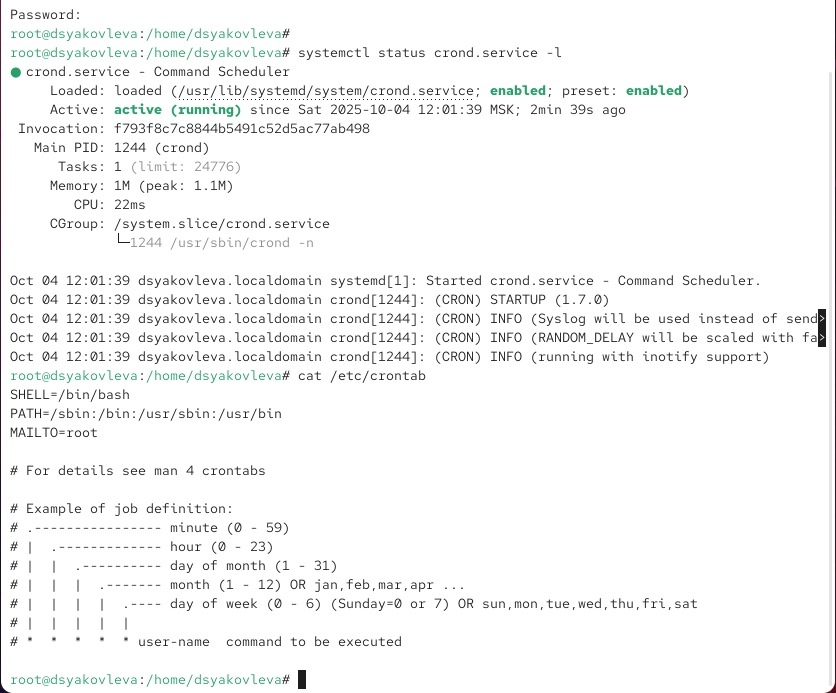 Password:
root@dsyakovleva:/home/dsyakovleva#
root@dsyakovleva:/home/dsyakovleva# systemctl status crond.service -l
● crond.service - Command Scheduler
     Loaded: loaded (/usr/lib/systemd/system/crond.service; enabled; preset: enabled)
     Active: active (running) since Sat 2025-10-04 12:01:39 MSK; 2min 39s ago
 Invocation: f793f8c7c8844b5491c52d5ac77ab498
   Main PID: 1244 (crond)
      Tasks: 1 (limit: 24776)
     Memory: 1M (peak: 1.1M)
        CPU: 22ms
     CGroup: /system.slice/crond.service
             └─1244 /usr/sbin/crond -n
Oct 04 12:01:39 dsyakovleva.localdomain systemd[1]: Started crond.service - Command Scheduler.
Oct 04 12:01:39 dsyakovleva.localdomain crond[1244]: (CRON) STARTUP (1.7.0)
Oct 04 12:01:39 dsyakovleva.localdomain crond[1244]: (CRON) INFO (Syslog will be used instead of send>
Oct 04 12:01:39 dsyakovleva.localdomain crond[1244]: (CRON) INFO (RANDOM_DELAY will be scaled with fa>
Oct 04 12:01:39 dsyakovleva.localdomain crond[1244]: (CRON) INFO (running with inotify support)
root@dsyakovleva:/home/dsyakovleva# cat /etc/crontab
SHELL=/bin/bash
PATH=/sbin:/bin:/usr/sbin:/usr/bin
MAILTO=root
# For details see man 4 crontabs
# Example of job definition:
# .---------------- minute (0 - 59)
# |  .------------- hour (0 - 23)
# |  |  .---------- day of month (1 - 31)
# |  |  |  .------- month (1 - 12) OR jan,feb,mar,apr ...
# |  |  |  |  .---- day of week (0 - 6) (Sunday=0 or 7) OR sun,mon,tue,wed,thu,fri,sat
# |  |  |  |  |
# *  *  *  *  * user-name  command to be executed
root@dsyakovleva:/home/dsyakovleva#